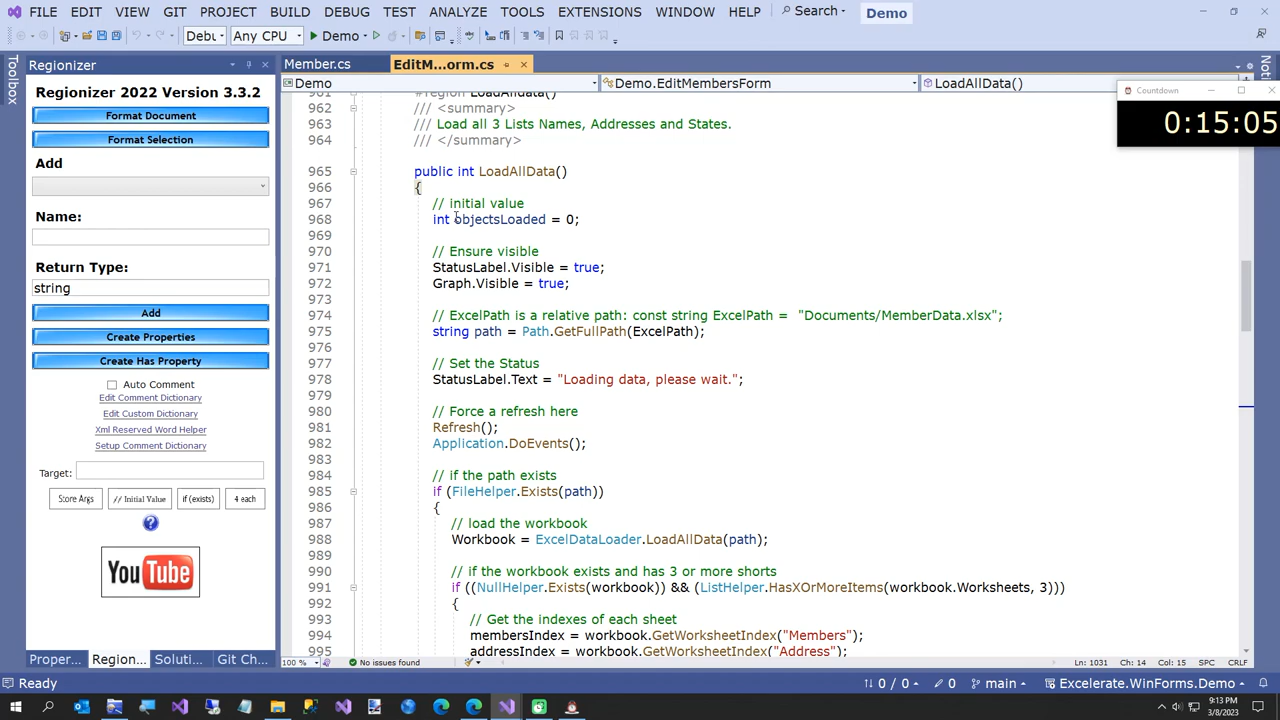 FILE EDIT VIEW GIT PROJECT BUILD DEBUG TEST ANALYZE TOOLS EXTENSIONS WINDOW HELP Search Demo
Debu Any CPU Demo
Toolbox
Regionizer
Regionizer 2022 Version 3.3.2
Format Document
Format Selection
Add
Name:
Return Type:
string
Add
Create Properties
Create Has Property
Auto Comment
Edit Comment Dictionary
Edit Custom Dictionary
Xml Reserved Word Helper
Setup Comment Dictionary
Target:
Store Args // Initial Value if (exists) 4 each
?
YouTube
Proper... Region... Soluti... Git Ch...
Member.cs EditM...orm.cs
Demo Demo.EditMembersForm LoadAllData()
961 #region LoadAlldata()
962 /// <summary>
963 /// Load all 3 Lists Names, Addresses and States.
964 /// </summary>
965 public int LoadAllData()
966 {
967 // initial value
968 int objectsLoaded = 0;
969
970 // Ensure visible
971 StatusLabel.Visible = true;
972 Graph.Visible = true;
973
974 // ExcelPath is a relative path: const string ExcelPath = "Documents/MemberData.xlsx";
975 string path = Path.GetFullPath(ExcelPath);
976
977 // Set the Status
978 StatusLabel.Text = "Loading data, please wait.";
979
980 // Force a refresh here
981 Refresh();
982 Application.DoEvents();
983
984 // if the path exists
985 if (FileHelper.Exists(path))
986 {
987 // load the workbook
988 Workbook = ExcelDataLoader.LoadAllData(path);
989
990 // if the workbook exists and has 3 or more shorts
991 if ((NullHelper.Exists(workbook)) && (ListHelper.HasXOrMoreItems(workbook.Worksheets, 3)))
992 {
993 // Get the indexes of each sheet
994 membersIndex = workbook.GetWorksheetIndex("Members");
995 addressIndex = workbook.GetWorksheetIndex("Address");
Countdown
0:15:05
Noti
100 % No issues found Ln: 1031 Ch: 14 Col: 15 SPC CRLF
Ready 0 / 0 0 main Excelerate.WinForms.Demo
9:13 PM
3/8/2023